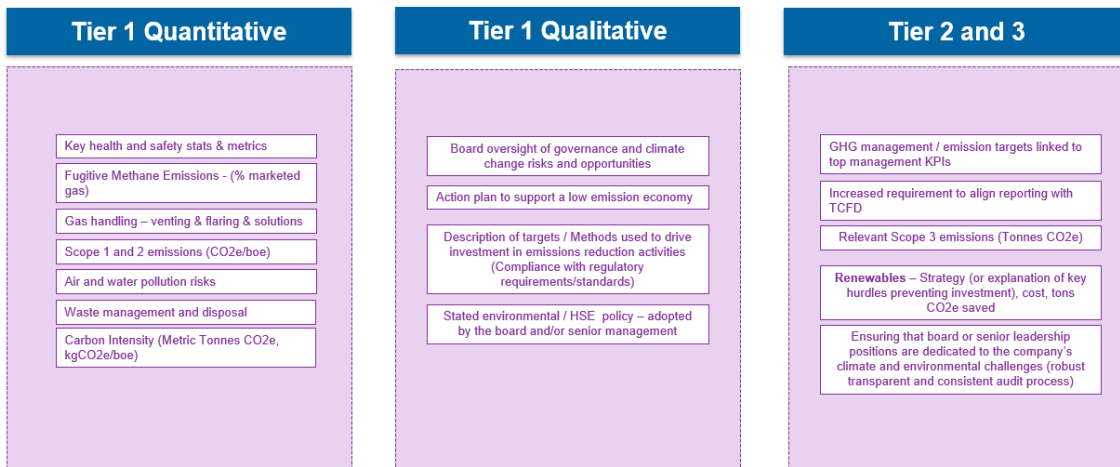 Tier 1 Quantitative
Key health and safety stats & metrics
Fugitive Methane Emissions - (% marketed
gas)
Gas handling – venting & flaring & solutions
Scope 1 and 2 emissions (CO2e/boe)
Air and water pollution risks
Waste management and disposal
Carbon Intensity (Metric Tonnes CO2e,
kgCO2e/boe)
Tier 1 Qualitative
Board oversight of governance and climate
change risks and opportunities
Action plan to support a low emission economy
Description of targets / Methods used to drive
investment in emissions reduction activities
(Compliance with regulatory
requirements/standards)
Stated environmental / HSE  policy – adopted
by the board and/or senior management
Tier 2 and 3
GHG management / emission targets linked to
top management KPIs
Increased requirement to align reporting with
TCFD
Relevant Scope 3 emissions (Tonnes CO2e)
Renewables – Strategy (or explanation of key
hurdles preventing investment), cost, tons
CO2e saved
Ensuring that board or senior leadership
positions are dedicated to the company's
climate and environmental challenges (robust
transparent and consistent audit process)